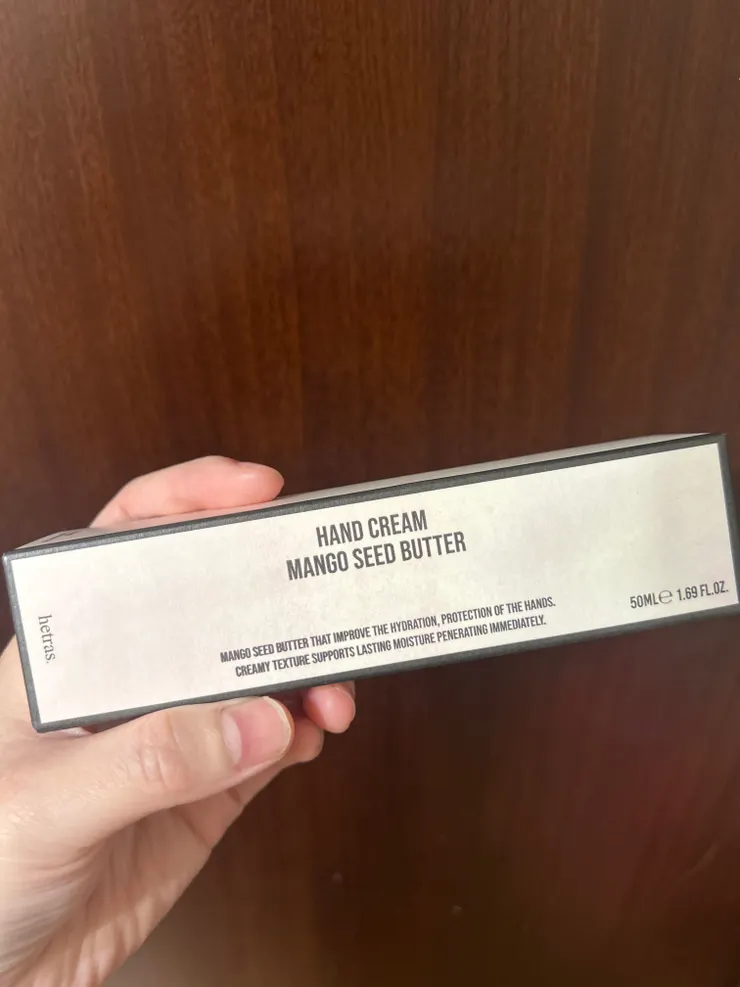 HAND CREAM
MANGO SEED BUTTER
MANGO SEED BUTTER THAT IMPROVE THE HYDRATION, PROTECTION OF THE HANDS.
CREAMY TEXTURE SUPPORTS LASTING MOISTURE PENERATING IMMEDIATELY.
50ML℮ 1.69 FL.OZ.
hetras.